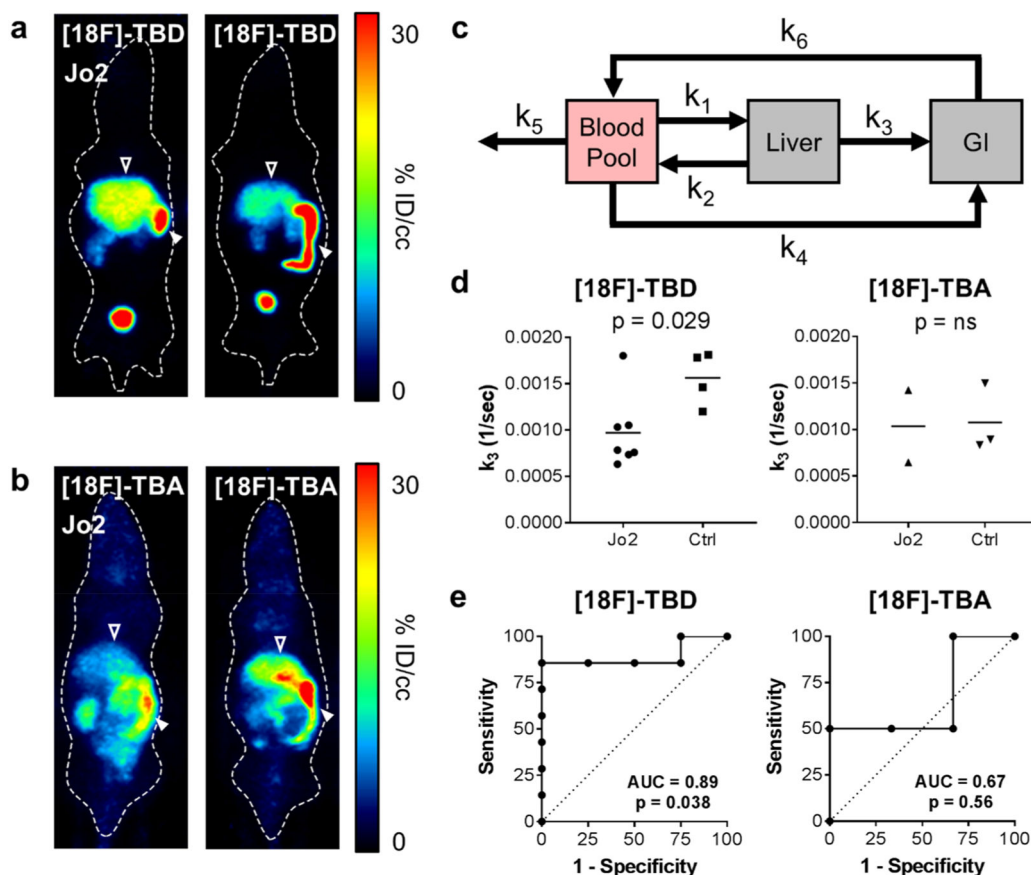 a
[18F]-TBD
Jo2
[18F]-TBD
30
% ID/cc
0
b
[18F]-TBA
Jo2
[18F]-TBA
30
% ID/cc
0
c
k6
k5
Blood
Pool
k1
k2
Liver
k3
GI
k4
d
[18F]-TBD
p = 0.029
k3 (1/sec)
0.0020
0.0015
0.0010
0.0005
0.0000
Jo2
Ctrl
[18F]-TBA
p = ns
k3 (1/sec)
0.0020
0.0015
0.0010
0.0005
0.0000
Jo2
Ctrl
e
[18F]-TBD
Sensitivity
100
75
50
25
0
AUC = 0.89
p = 0.038
0 25 50 75 100
1 - Specificity
[18F]-TBA
Sensitivity
100
75
50
25
0
AUC = 0.67
p = 0.56
0 25 50 75 100
1 - Specificity